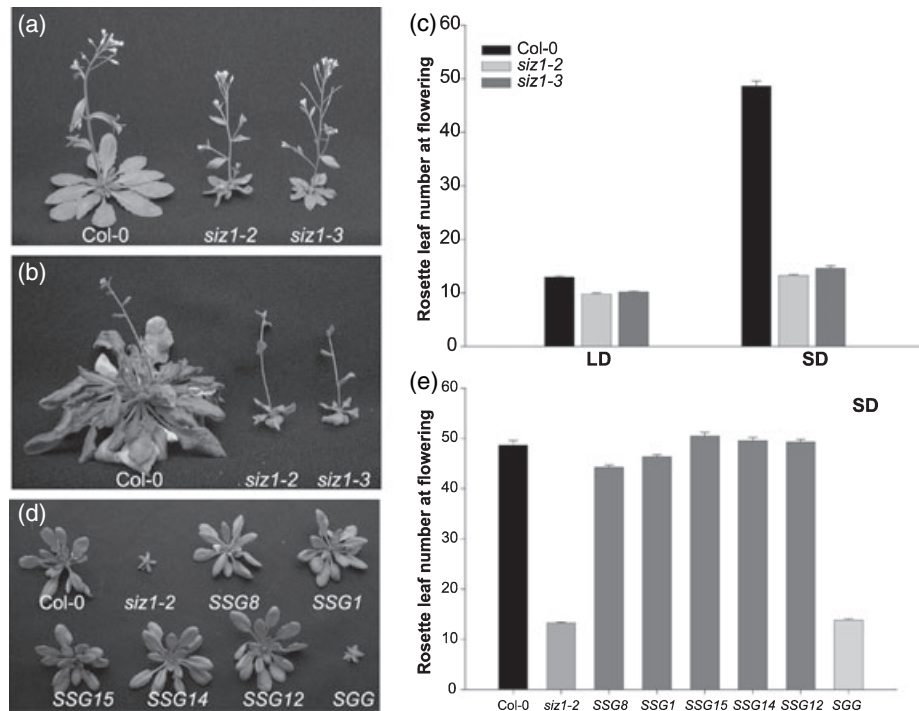 (a)
Col-0 siz1-2 siz1-3
(b)
Col-0 siz1-2 siz1-3
(c)
Rosette leaf number at flowering
60
50
40
30
20
10
0
Col-0
siz1-2
siz1-3
LD SD
(d)
Col-0 siz1-2 SSG8 SSG1
SSG15 SSG14 SSG12 SGG
(e)
SD
Rosette leaf number at flowering
60
50
40
30
20
10
0
Col-0 siz1-2 SSG8 SSG1 SSG15 SSG14 SSG12 SGG